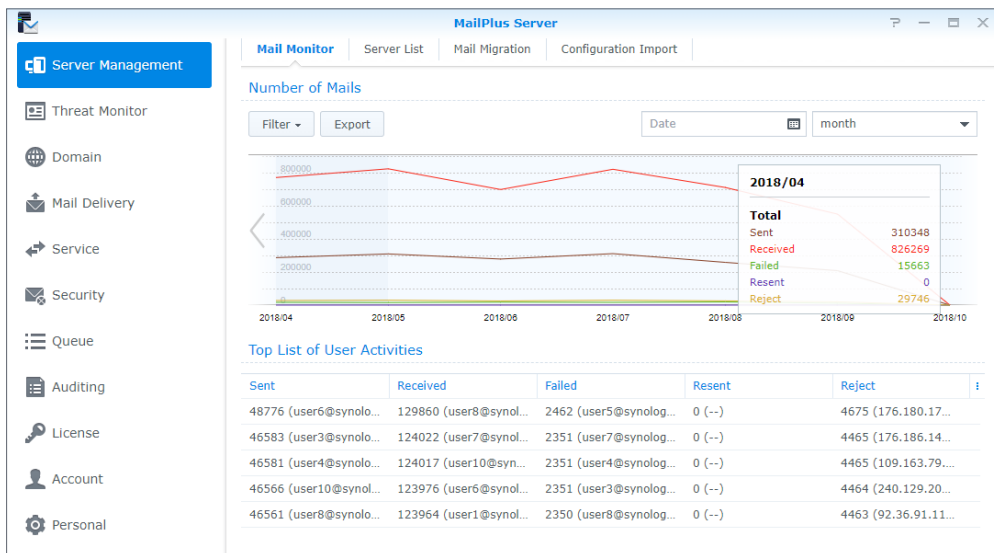 MailPlus Server
Server Management
Threat Monitor
Domain
Mail Delivery
Service
Security
Queue
Auditing
License
Account
Personal
Mail Monitor Server List Mail Migration Configuration Import
Number of Mails
Filter Export Date month
800000
600000
400000
200000
0
2018/04
Total
Sent 310348
Received 826269
Failed 15663
Resent 0
Reject 29746
2018/04 2018/05 2018/06 2018/07 2018/08 2018/09 2018/10
Top List of User Activities
Sent Received Failed Resent Reject
48776 (user6@synolo... 129860 (user8@synol... 2462 (user5@synolog... 0 (--) 4675 (176.180.17...
46583 (user3@synolo... 124022 (user7@synol... 2351 (user7@synolog... 0 (--) 4465 (176.186.14...
46581 (user4@synolo... 124017 (user10@syn... 2351 (user4@synolog... 0 (--) 4465 (109.163.79....
46566 (user10@synol... 123976 (user6@synol... 2351 (user3@synolog... 0 (--) 4464 (240.129.20...
46561 (user8@synolo... 123964 (user1@synol... 2350 (user8@synolog... 0 (--) 4463 (92.36.91.11...